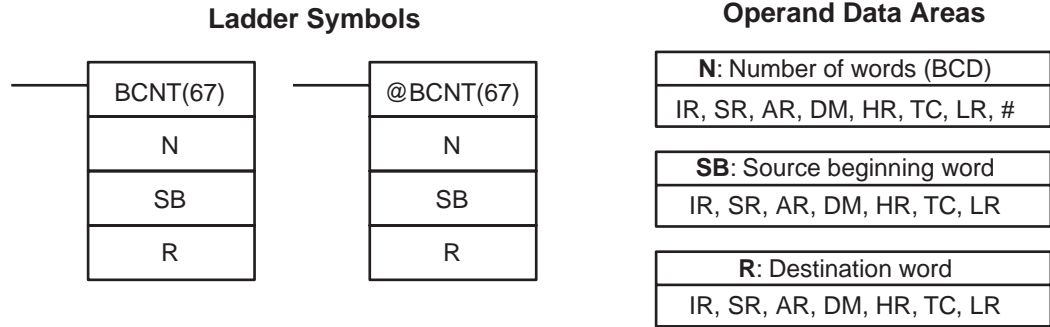 Ladder Symbols
BCNT(67)
N
SB
R
@BCNT(67)
N
SB
R
Operand Data Areas
N: Number of words (BCD)
IR, SR, AR, DM, HR, TC, LR, #
SB: Source beginning word
IR, SR, AR, DM, HR, TC, LR
R: Destination word
IR, SR, AR, DM, HR, TC, LR